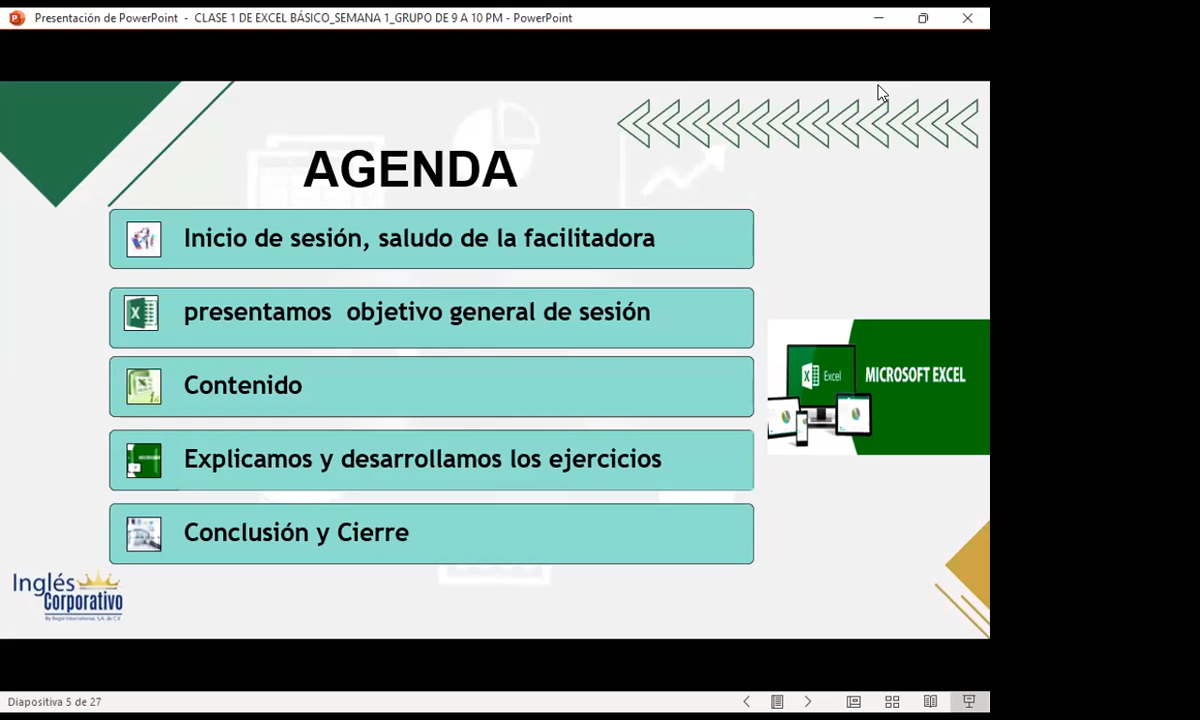 Presentación de PowerPoint - CLASE 1 DE EXCEL BÁSICO_SEMANA 1_GRUPO DE 9 A 10 PM - PowerPoint
AGENDA
Inicio de sesión, saludo de la facilitadora
presentamos objetivo general de sesión
Contenido
Explicamos y desarrollamos los ejercicios
Conclusión y Cierre
Excel
MICROSOFT EXCEL
Inglés
Corporativo
By Regal International, S.A. de C.V.
Diapositiva 5 de 27